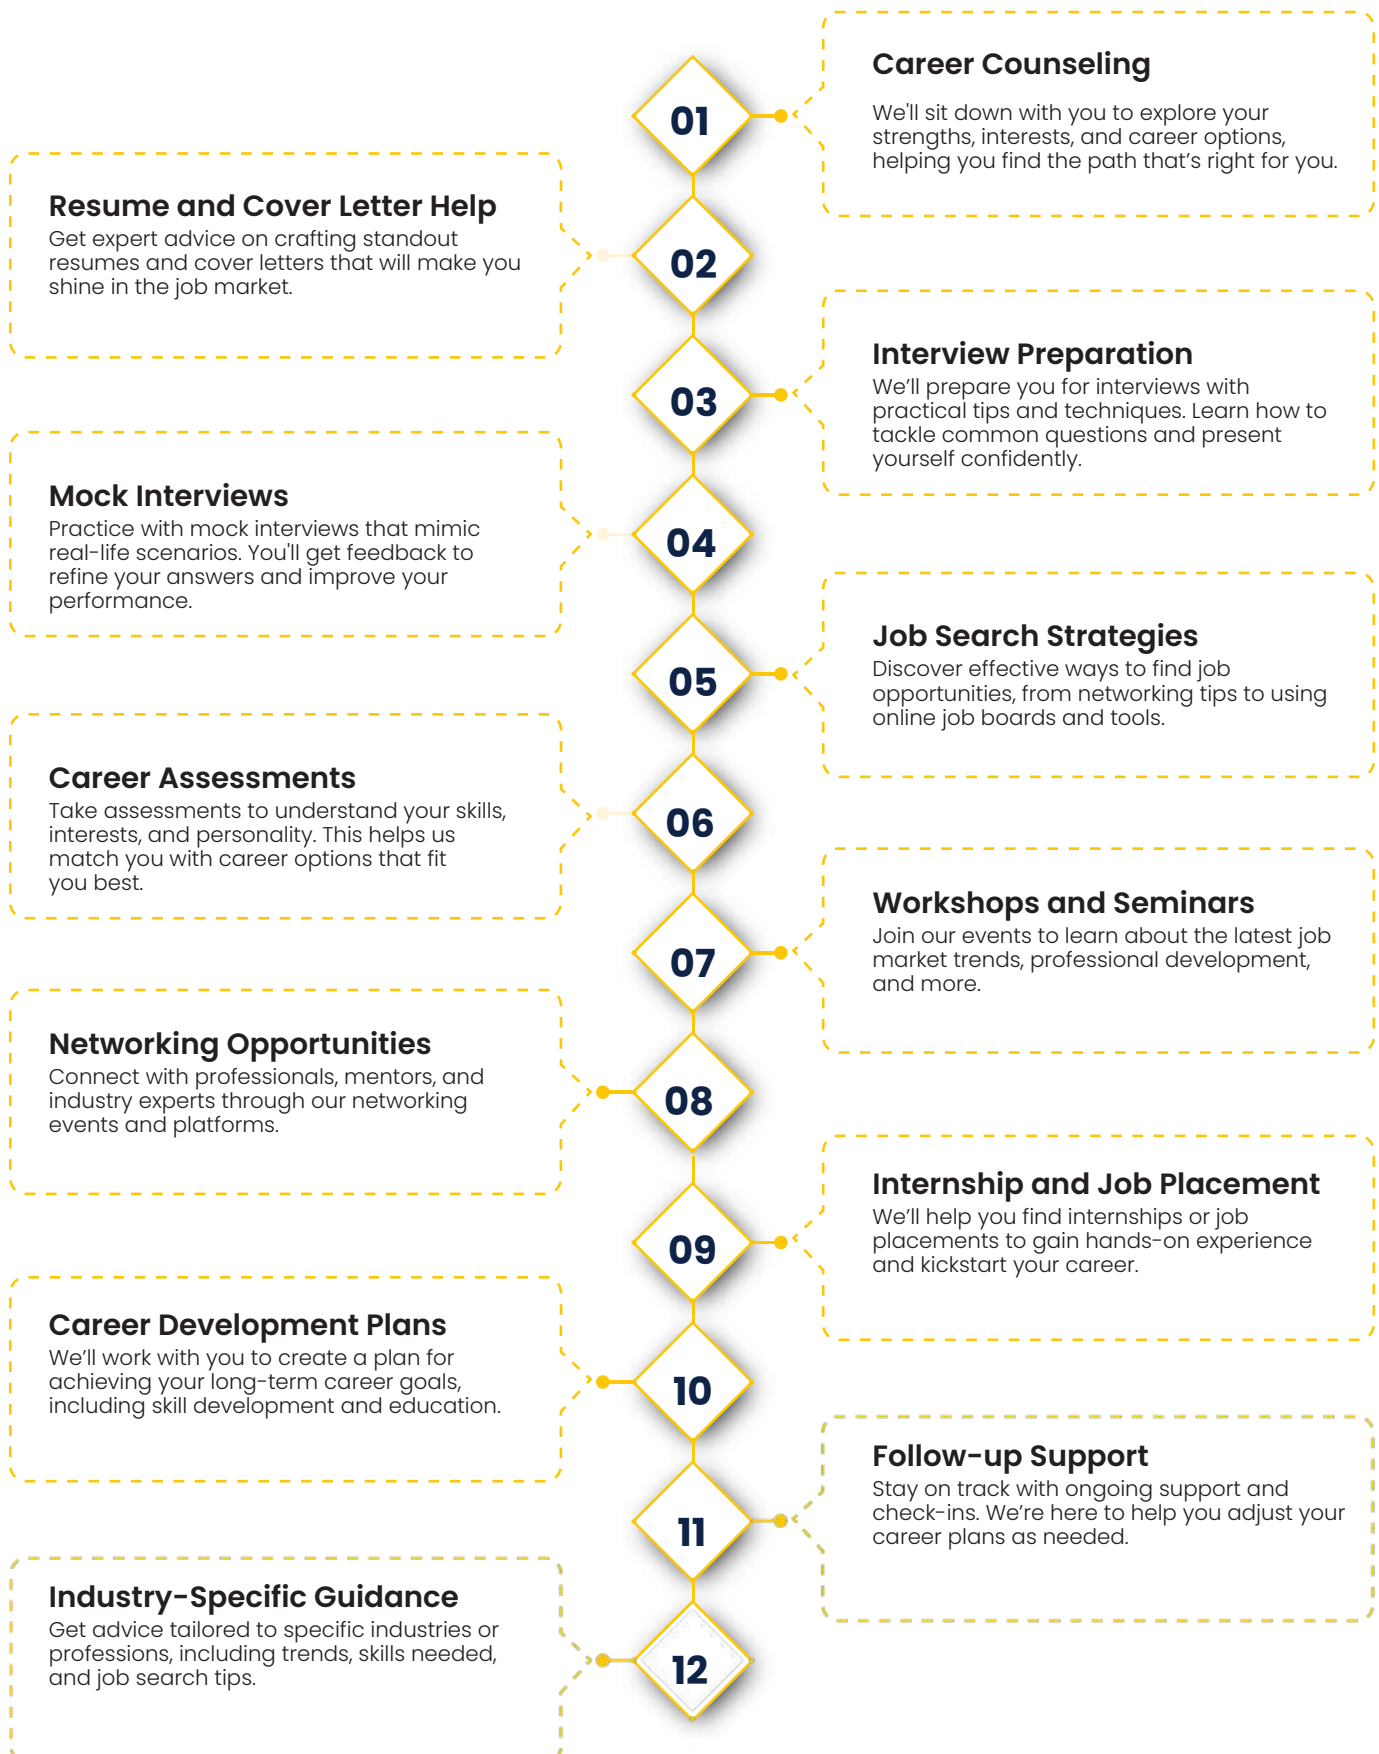 01
Career Counseling
We'll sit down with you to explore your
strengths, interests, and career options,
helping you find the path that's right for you.
02
Resume and Cover Letter Help
Get expert advice on crafting standout
resumes and cover letters that will make you
shine in the job market.
03
Interview Preparation
We’ll prepare you for interviews with
practical tips and techniques. Learn how to
tackle common questions and present
yourself confidently.
04
Mock Interviews
Practice with mock interviews that mimic
real-life scenarios. You'll get feedback to
refine your answers and improve your
performance.
05
Job Search Strategies
Discover effective ways to find job
opportunities, from networking tips to using
online job boards and tools.
06
Career Assessments
Take assessments to understand your skills,
interests, and personality. This helps us
match you with career options that fit
you best.
07
Workshops and Seminars
Join our events to learn about the latest job
market trends, professional development,
and more.
08
Networking Opportunities
Connect with professionals, mentors, and
industry experts through our networking
events and platforms.
09
Internship and Job Placement
We’ll help you find internships or job
placements to gain hands-on experience
and kickstart your career.
10
Career Development Plans
We’ll work with you to create a plan for
achieving your long-term career goals,
including skill development and education.
11
Follow-up Support
Stay on track with ongoing support and
check-ins. We’re here to help you adjust your
career plans as needed.
12
Industry-Specific Guidance
Get advice tailored to specific industries or
professions, including trends, skills needed,
and job search tips.